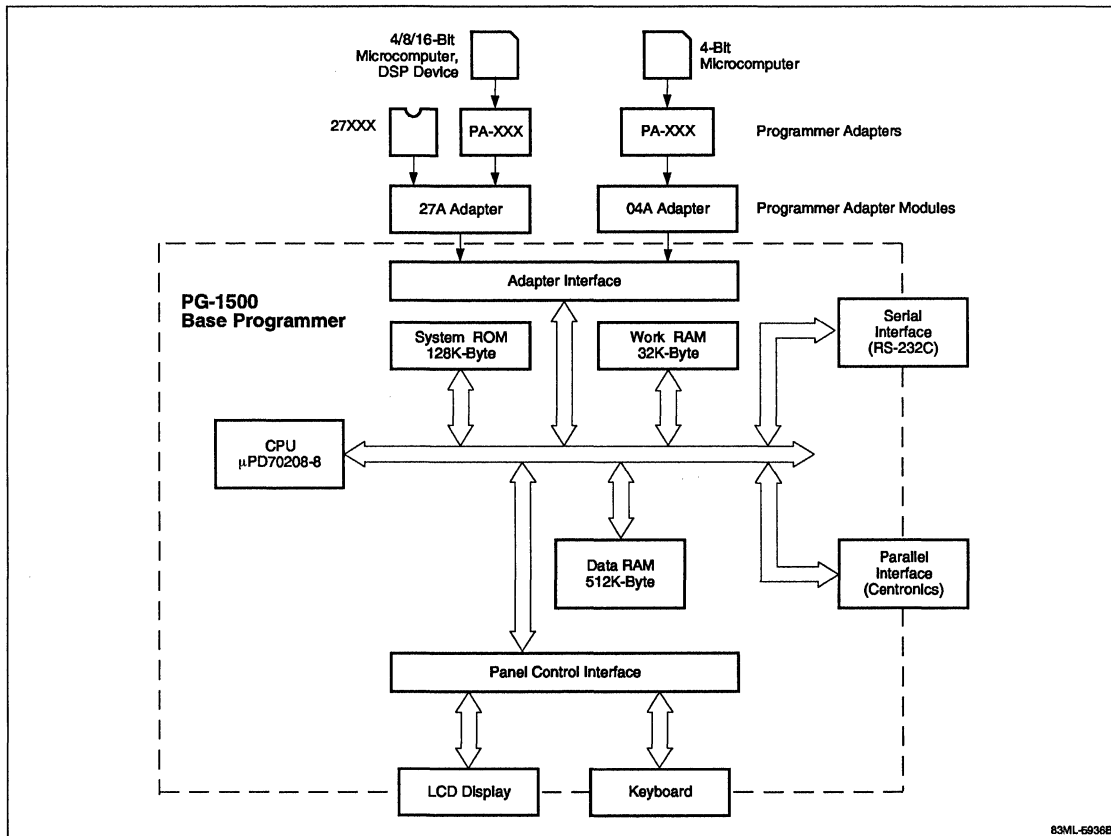 4/8/16-Bit
Microcomputer,
DSP Device
4-Bit
Microcomputer
27XXX
PA-XXX
PA-XXX
Programmer Adapters
27A Adapter
04A Adapter
Programmer Adapter Modules
Adapter Interface
PG-1500
Base Programmer
System ROM
128K-Byte
Work RAM
32K-Byte
Serial
Interface
(RS-232C)
CPU
µPD70208-8
Data RAM
512K-Byte
Parallel
Interface
(Centronics)
Panel Control Interface
LCD Display
Keyboard
83ML-6936B